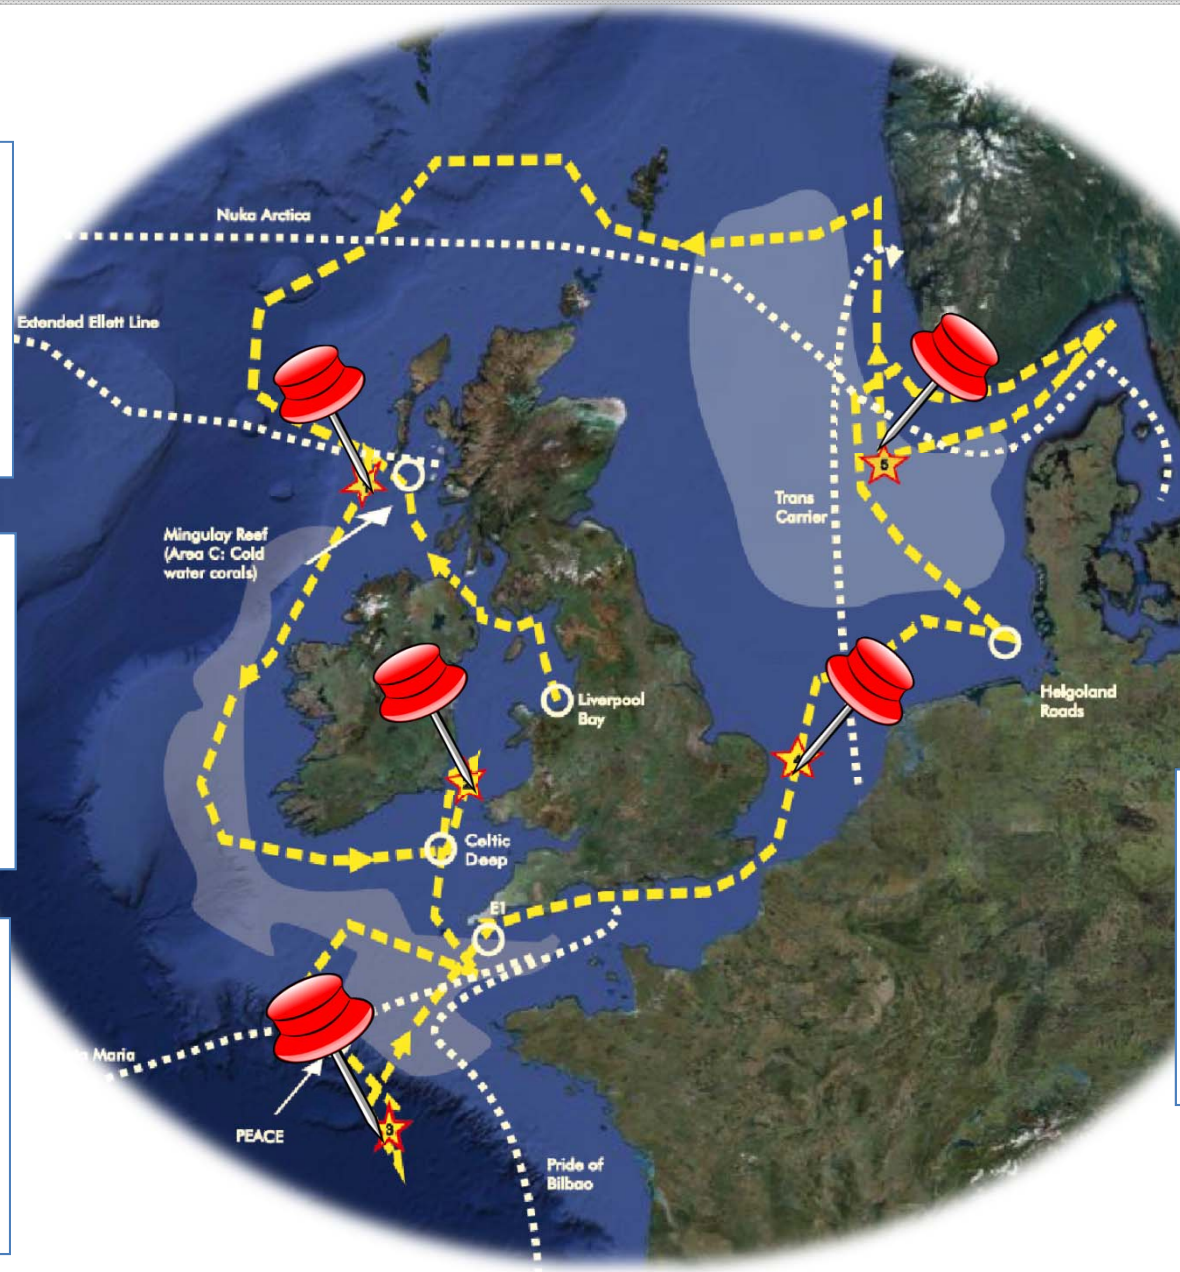 Nuka Arctica
Extended Ellett Line
Mingulay Reef
(Area C: Cold
water corals)
Trans
Carrier
5
Liverpool
Bay
Helgoland
Roads
4
Celtic
Deep
E1
Maria
PEACE
3
Pride of
Bilbao